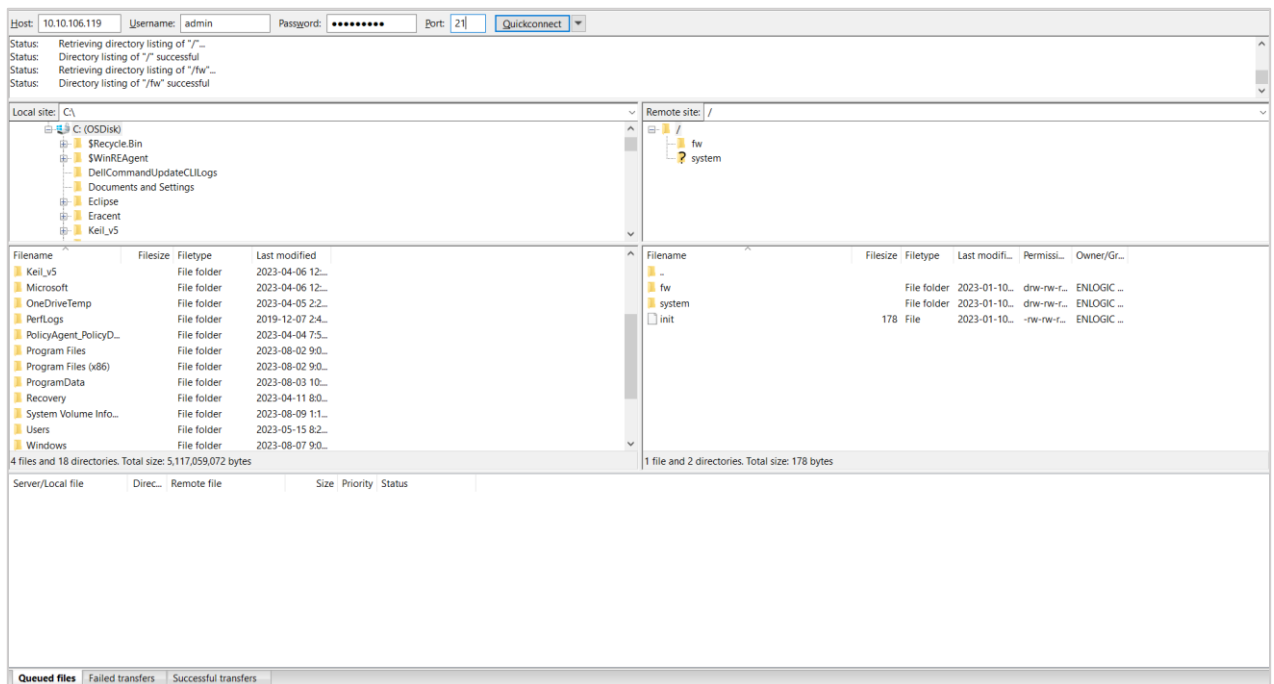 Host: 10.10.106.119 Username: admin Password: ●●●●●●●●● Port: 21 Quickconnect
Status: Retrieving directory listing of "/"...
Status: Directory listing of "/" successful
Status: Retrieving directory listing of "/fw"...
Status: Directory listing of "/fw" successful
Local site: C:\
C: (OSDisk)
$Recycle.Bin
$WinREAgent
DellCommandUpdateCLILogs
Documents and Settings
Eclipse
Eracent
Keil_v5
Remote site: /
/
fw
? system
Filename Filesize Filetype Last modified
Keil_v5 File folder 2023-04-06 12:...
Microsoft File folder 2023-04-06 12:...
OneDriveTemp File folder 2023-04-05 2:2...
PerfLogs File folder 2019-12-07 2:4...
PolicyAgent_PolicyD... File folder 2023-04-04 7:5...
Program Files File folder 2023-08-02 9:0...
Program Files (x86) File folder 2023-08-02 9:0...
ProgramData File folder 2023-08-03 10:...
Recovery File folder 2023-04-11 8:0...
System Volume Info... File folder 2023-08-09 1:1...
Users File folder 2023-05-15 8:2...
Windows File folder 2023-08-07 9:0...
4 files and 18 directories. Total size: 5,117,059,072 bytes
Filename Filesize Filetype Last modifi... Permissi... Owner/Gr...
..
fw File folder 2023-01-10... drw-rw-r... ENLOGIC ...
system File folder 2023-01-10... drw-rw-r... ENLOGIC ...
init 178 File 2023-01-10... -rw-rw-r... ENLOGIC ...
1 file and 2 directories. Total size: 178 bytes
Server/Local file Direc... Remote file Size Priority Status
Queued files Failed transfers Successful transfers